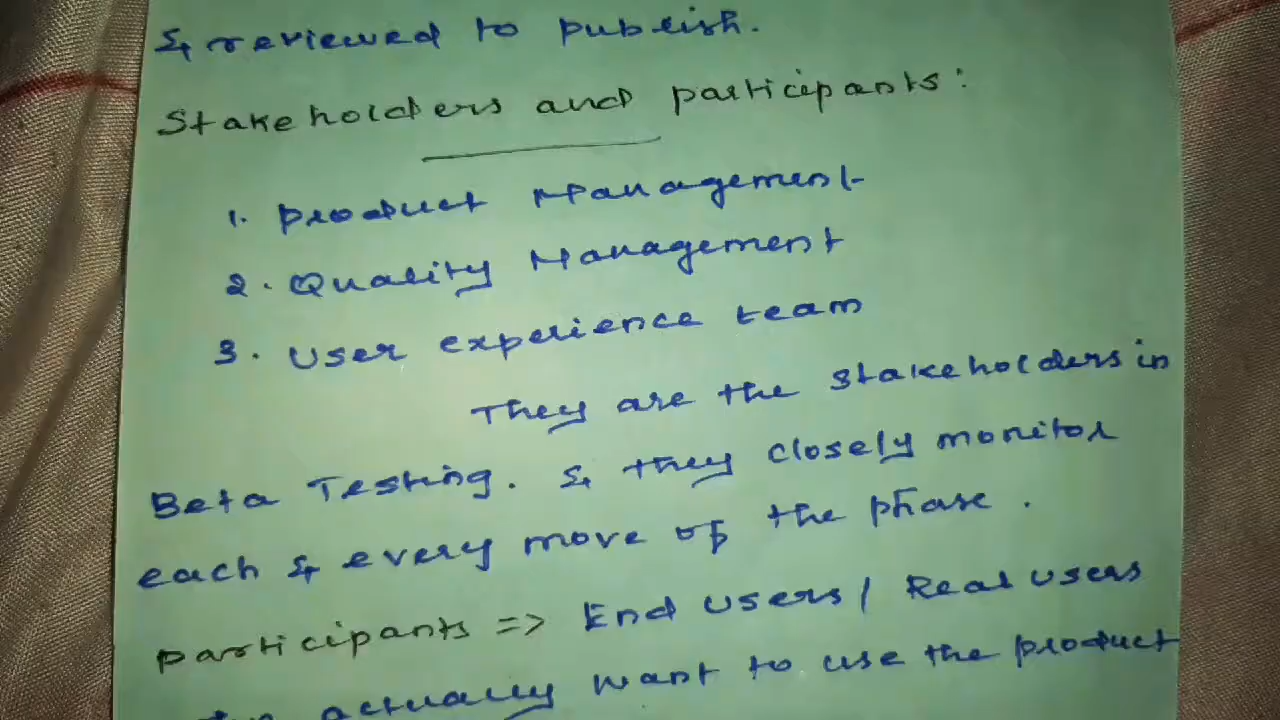 & reviewed to publish.
Stakeholders and participants:
1. Product Management
2. Quality Management
3. User experience team
They are the stakeholders in
Beta Testing. & they closely monitor
each & every move of the phase.
participants => End users/ Real users
actually want to use the product